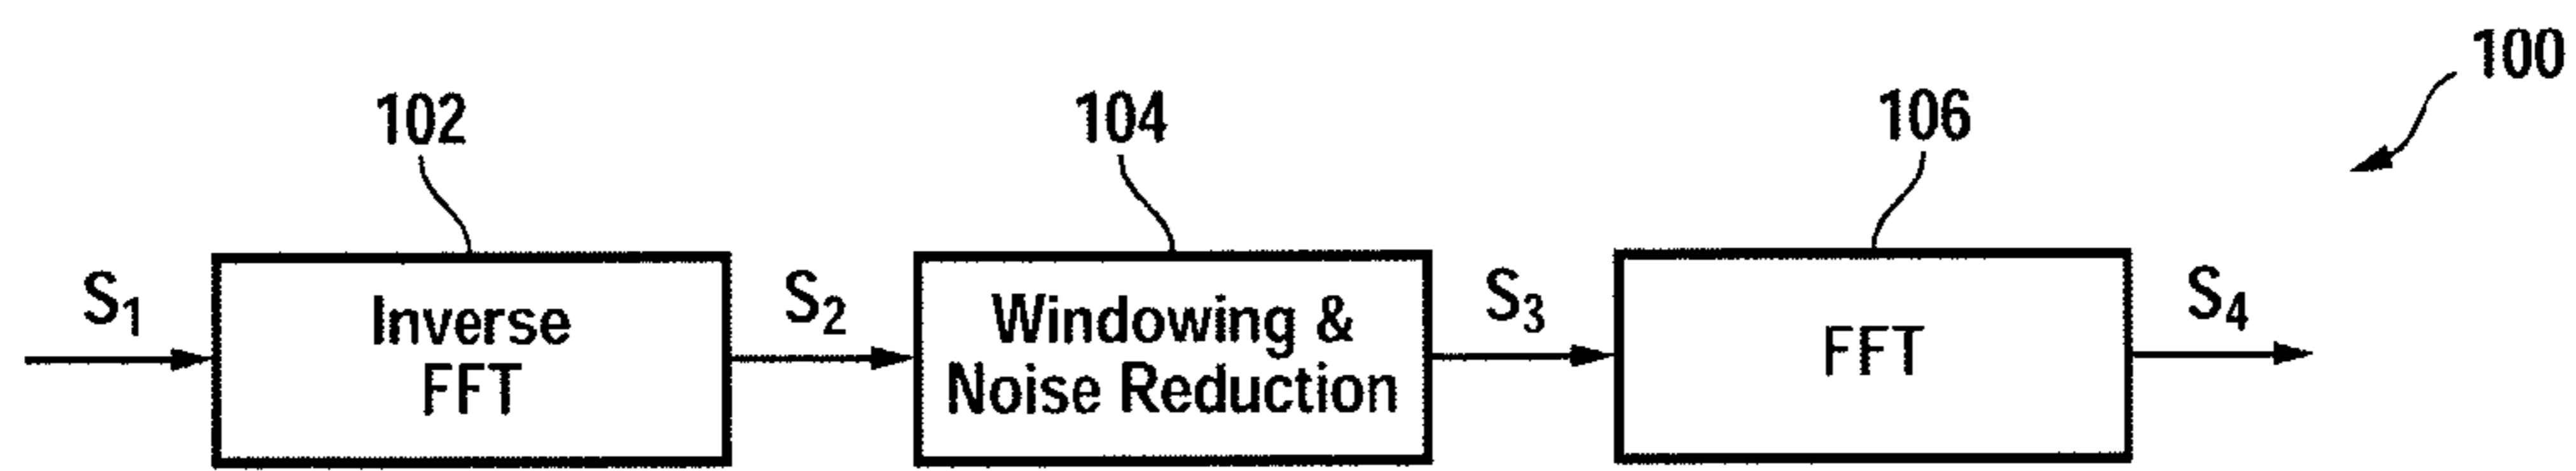 100
102
104
106
S1
Inverse
FFT
S2
Windowing &
Noise Reduction
S3
FFT
S4